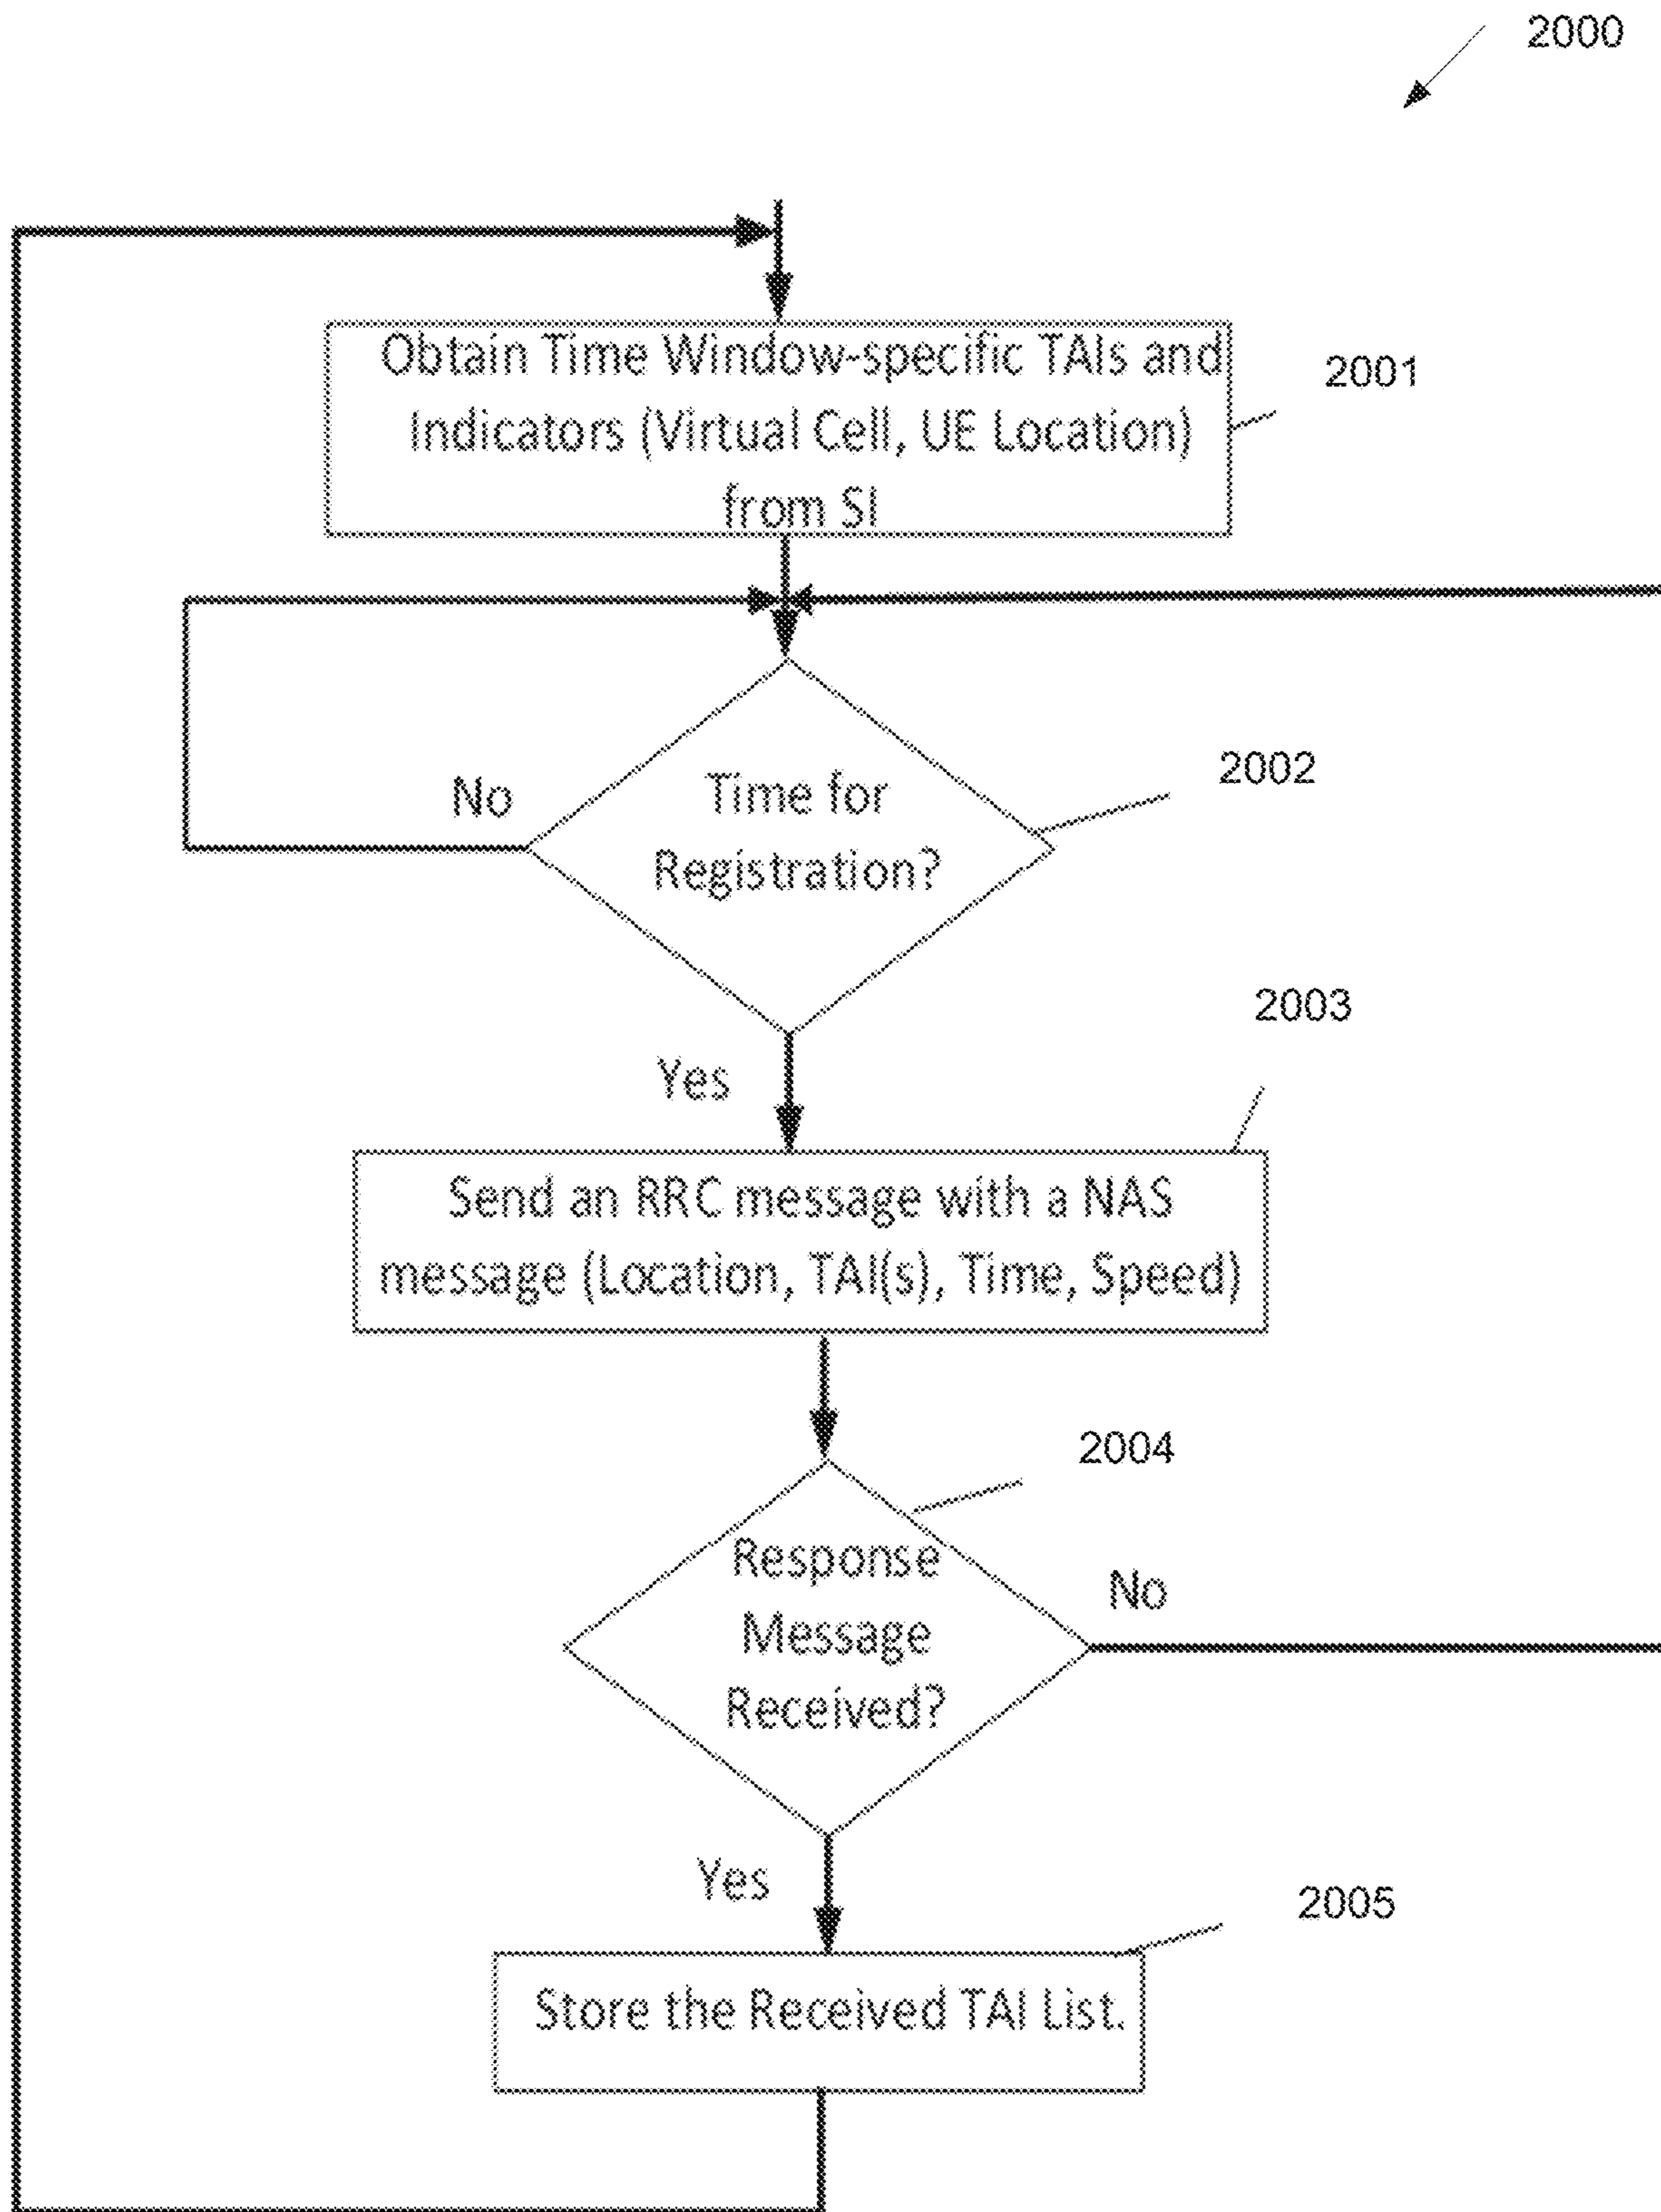 2000
Obtain Time Window-specific TAIs and
Indicators (Virtual Cell, UE Location)
from SI
2001
Time for
Registration?
2002
No
Yes
2003
Send an RRC message with a NAS
message (Location, TAI(s), Time, Speed)
2004
Response
Message
Received?
No
Yes
2005
Store the Received TAI List.